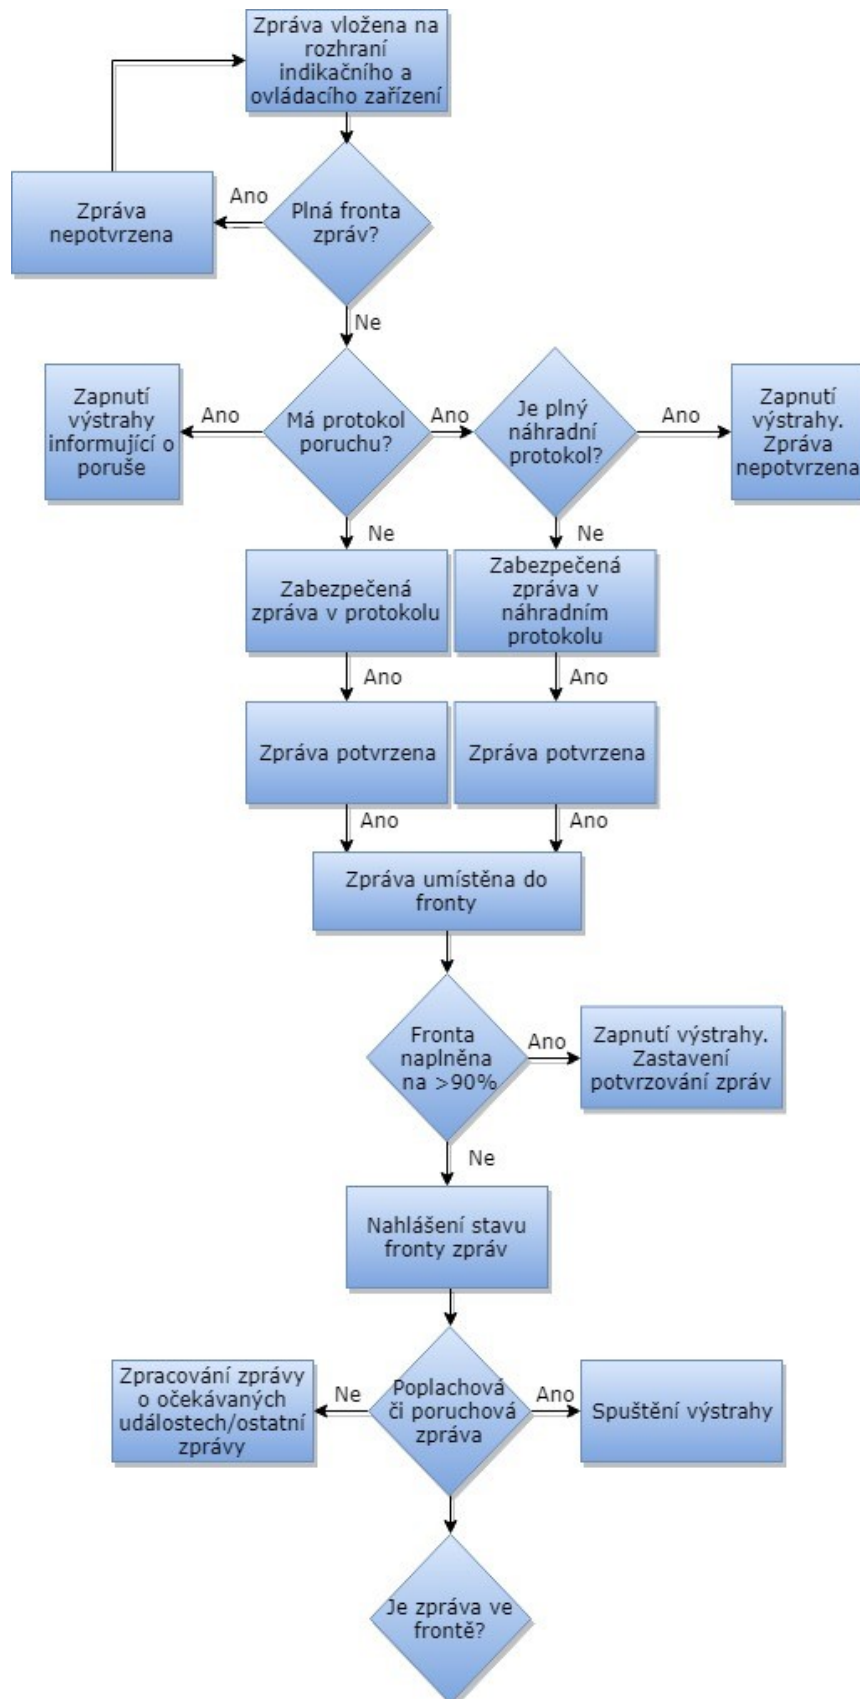 Zpráva vložena na
rozhraní
indikačního a
ovládacího zařízení
Ano
Zpráva
nepotvrzena
Plná fronta
zpráv?
Ne
Zapnutí
výstrahy
informující o
poruše
Ano
Má protokol
poruchu?
Ano
Je plný
náhradní
protokol?
Ano
Zapnutí
výstrahy.
Zpráva
nepotvrzena
Ne
Ne
Zabezpečená
zpráva v protokolu
Zabezpečená
zpráva v
náhradním
protokolu
Ano
Ano
Zpráva potvrzena
Zpráva potvrzena
Ano
Ano
Zpráva umístěna do
fronty
Fronta
naplněna
na >90%
Ano
Zapnutí výstrahy.
Zastavení
potvrzování zpráv
Ne
Nahlášení stavu
fronty zpráv
Zpracování zprávy
o očekávaných
událostech/ostatní
zprávy
Ne
Poplachová
či poruchová
zpráva
Ano
Spuštění výstrahy
Je zpráva ve
frontě?